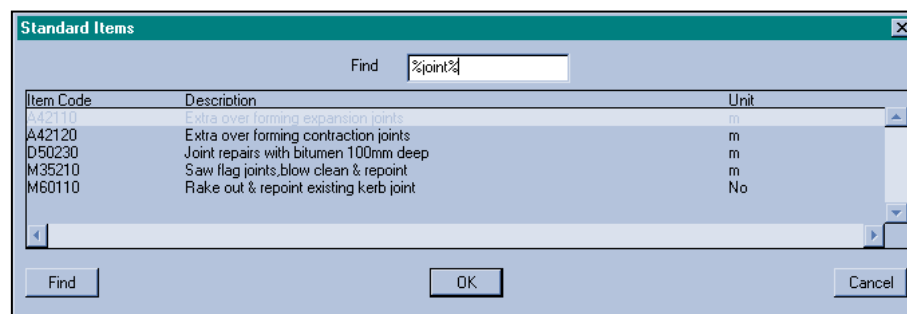 Standard Items
Find %joint%
Item Code Description Unit
A42110 Extra over forming expansion joints m
A42120 Extra over forming contraction joints m
D50230 Joint repairs with bitumen 100mm deep m
M35210 Saw flag joints,blow clean & repoint m
M60110 Rake out & repoint existing kerb joint No
Find OK Cancel